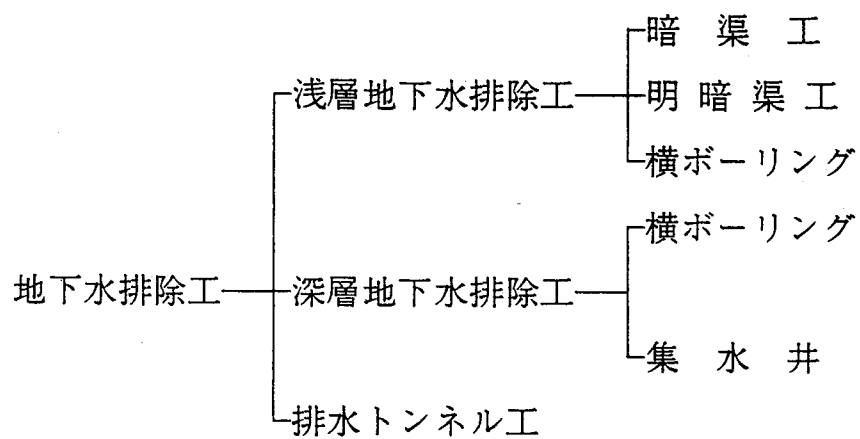 暗渠工
浅層地下水排除工
明暗渠工
横ボーリング
横ボーリング
地下水排除工
深層地下水排除工
集水井
排水トンネル工